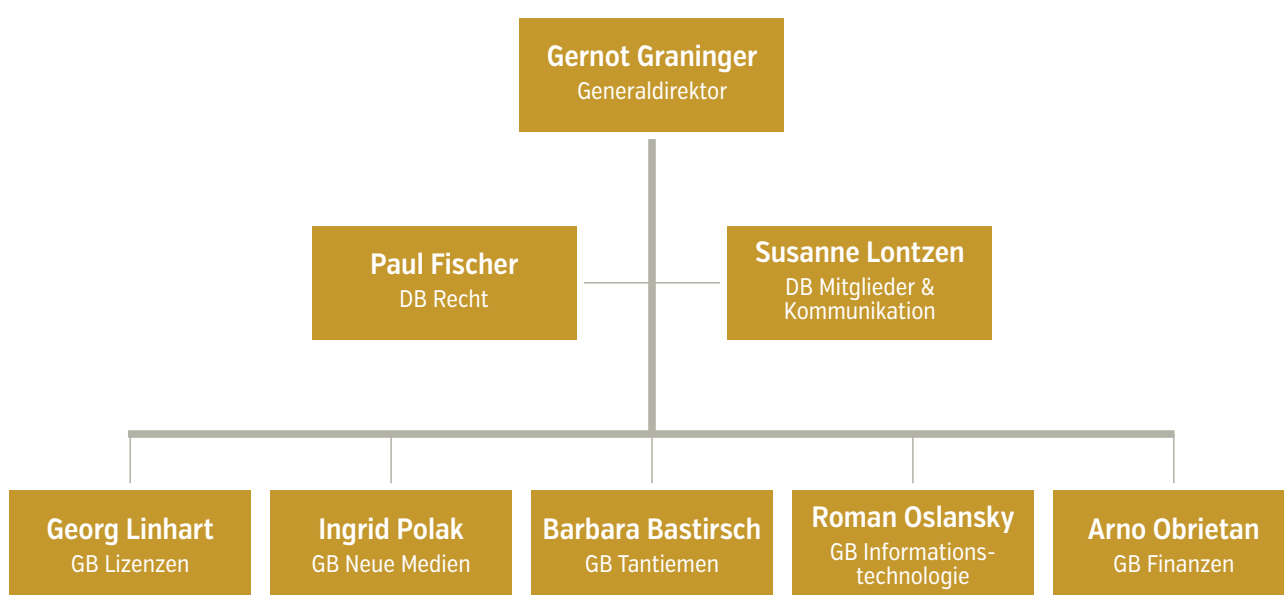 Gernot Graninger
Generaldirektor
Paul Fischer
DB Recht
Susanne Lontzen
DB Mitglieder &
Kommunikation
Georg Linhart
GB Lizenzen
Ingrid Polak
GB Neue Medien
Barbara Bastirsch
GB Tantiemen
Roman Oslansky
GB Informations-
technologie
Arno Obrietan
GB Finanzen